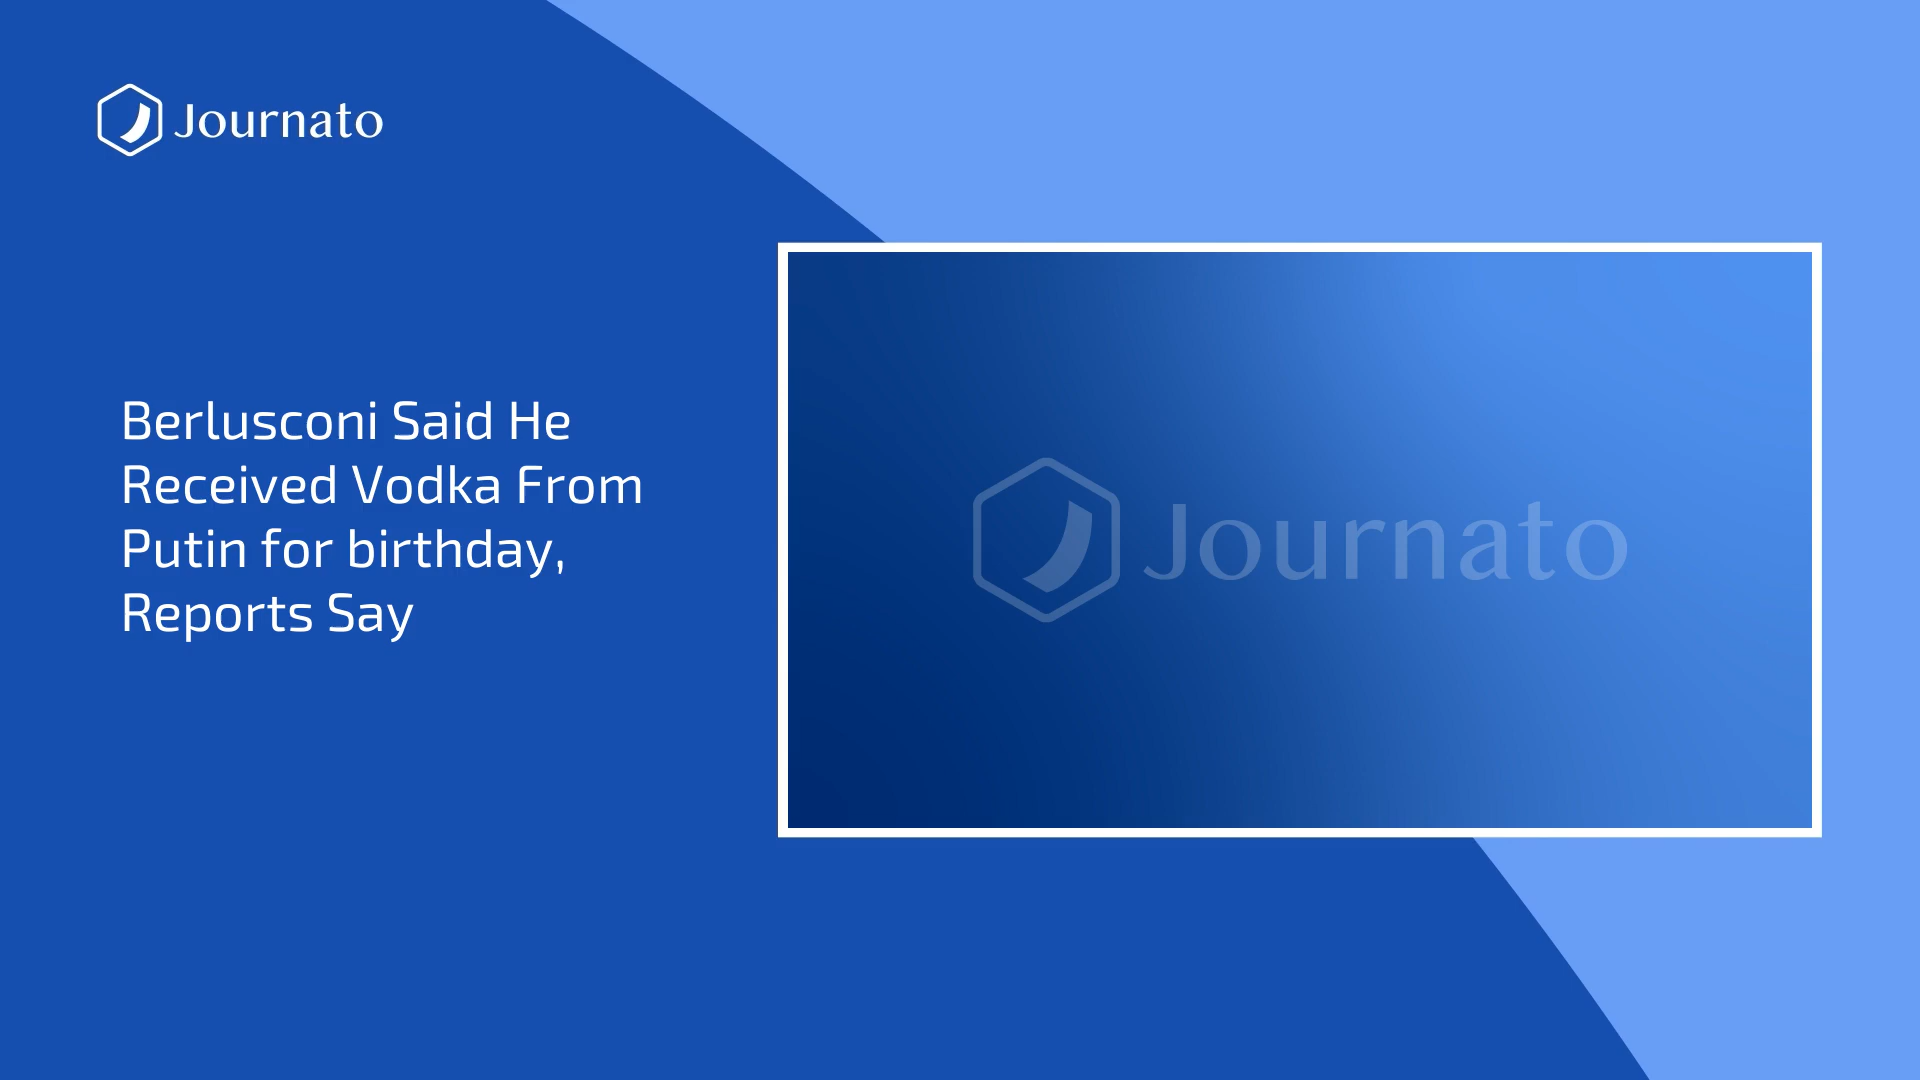 Journato
Berlusconi Said He
Received Vodka From
Putin for birthday,
Reports Say
Journato